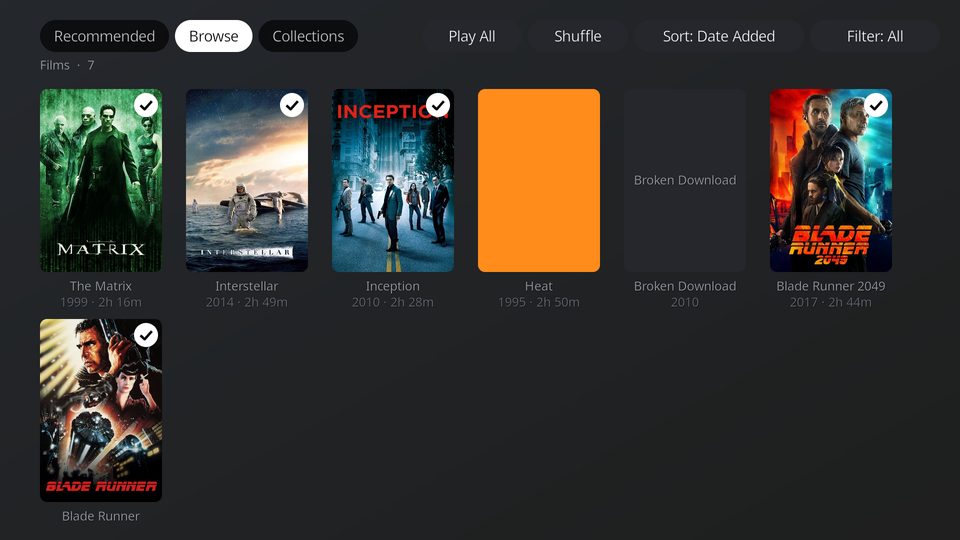 Recommended
Browse
Collections
Play All
Shuffle
Sort: Date Added
Filter: All
Films · 7
THE MATRIX
INTERSTELLAR
INCEPTION
Broken Download
BLADE RUNNER 2049
The Matrix
1999 · 2h 16m
Interstellar
2014 · 2h 49m
Inception
2010 · 2h 28m
Heat
1995 · 2h 50m
Broken Download
2010
Blade Runner 2049
2017 · 2h 44m
BLADE RUNNER
Blade Runner